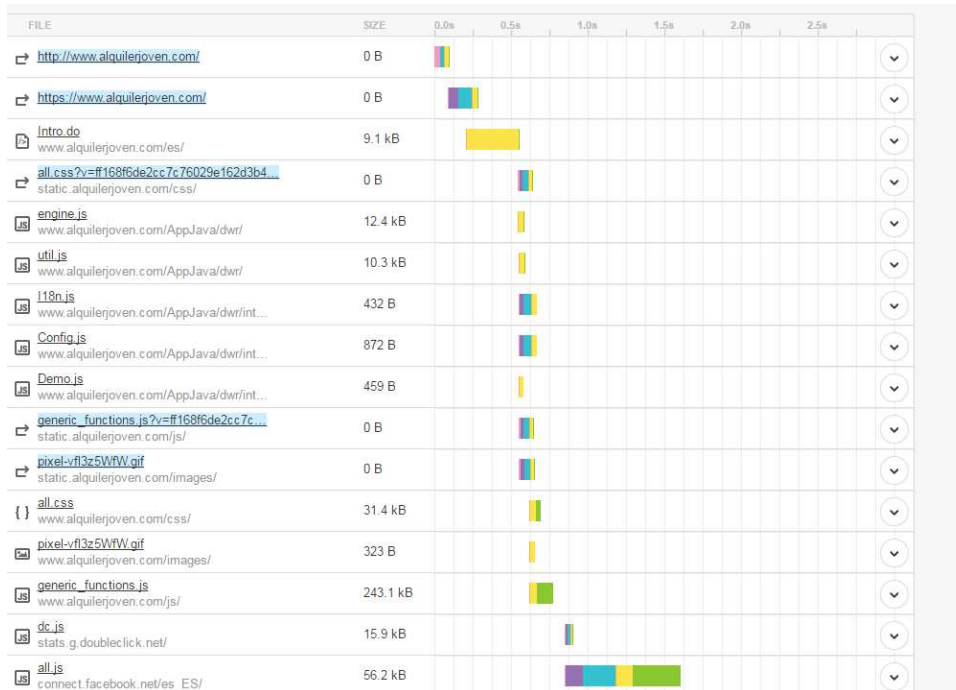 FILE SIZE 0.0s 0.5s 1.0s 1.5s 2.0s 2.5s
http://www.alquilerjoven.com/ 0 B
https://www.alquilerjoven.com/ 0 B
Intro.do
www.alquilerjoven.com/es/ 9.1 kB
all.css?v=ff168f6de2cc7c76029e162d3b4...
static.alquilerjoven.com/css/ 0 B
engine.js
www.alquilerjoven.com/AppJava/dwr/ 12.4 kB
util.js
www.alquilerjoven.com/AppJava/dwr/ 10.3 kB
I18n.js
www.alquilerjoven.com/AppJava/dwr/int... 432 B
Config.js
www.alquilerjoven.com/AppJava/dwr/int... 872 B
Demo.js
www.alquilerjoven.com/AppJava/dwr/int... 459 B
generic_functions.js?v=ff168f6de2cc7c...
static.alquilerjoven.com/js/ 0 B
pixel-vfl3z5WfW.gif
static.alquilerjoven.com/images/ 0 B
all.css
www.alquilerjoven.com/css/ 31.4 kB
pixel-vfl3z5WfW.gif
www.alquilerjoven.com/images/ 323 B
generic_functions.js
www.alquilerjoven.com/js/ 243.1 kB
dc.js
stats.g.doubleclick.net/ 15.9 kB
all.js
connect.facebook.net/es_ES/ 56.2 kB